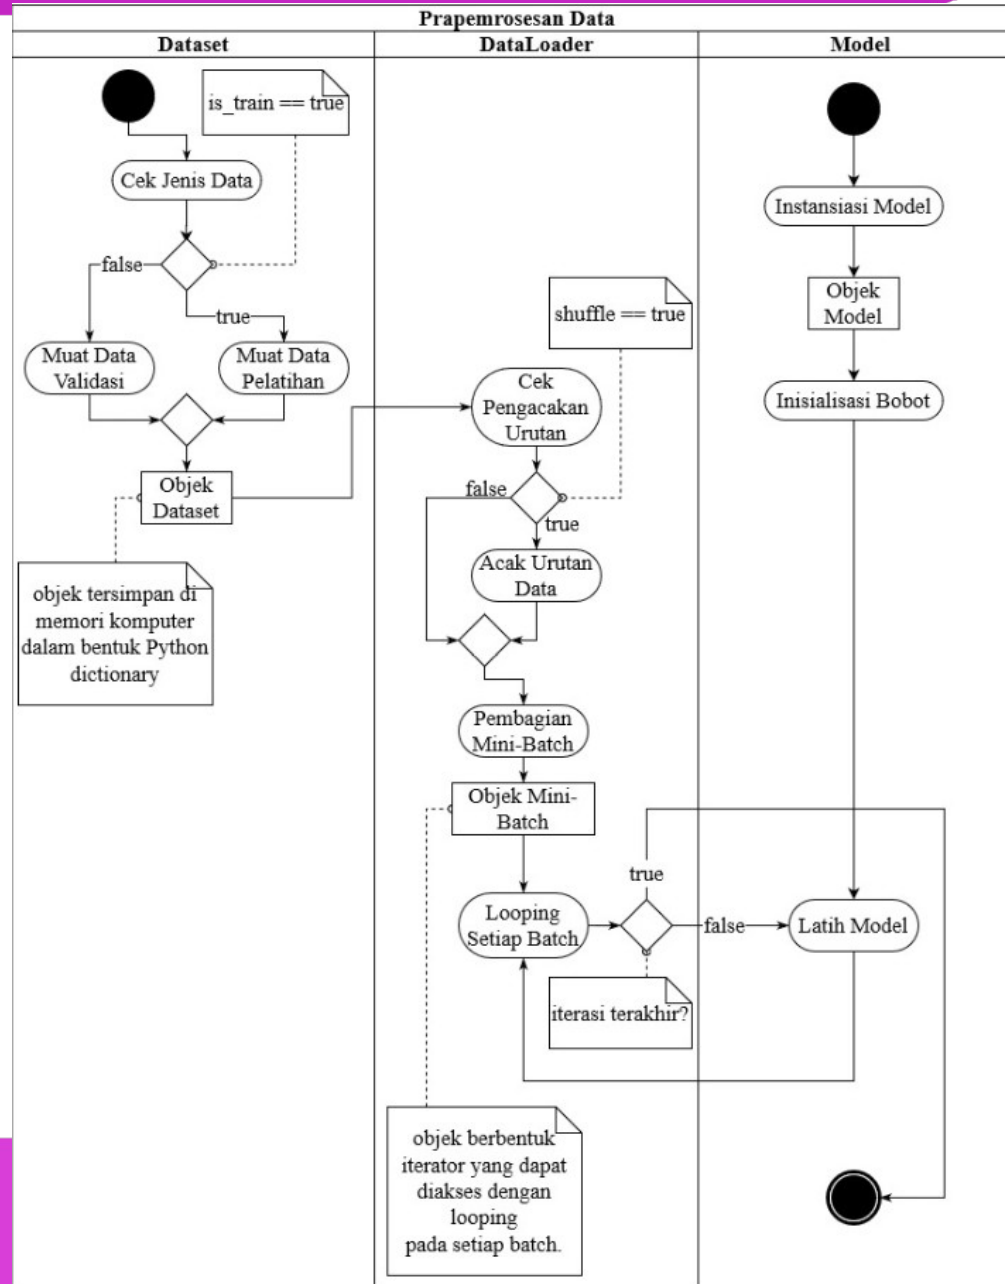 Prapemrosesan Data
Dataset
DataLoader
Model
is_train == true
Cek Jenis Data
false
true
Muat Data
Validasi
Muat Data
Pelatihan
Objek
Dataset
objek tersimpan di
memori komputer
dalam bentuk Python
dictionary
shuffle == true
Cek
Pengacakan
Urutan
false
true
Acak Urutan
Data
Pembagian
Mini-Batch
Objek Mini-
Batch
Looping
Setiap Batch
true
false
iterasi terakhir?
objek berbentuk
iterator yang dapat
diakses dengan
looping
pada setiap batch.
Instansiasi Model
Objek
Model
Inisialisasi Bobot
Latih Model